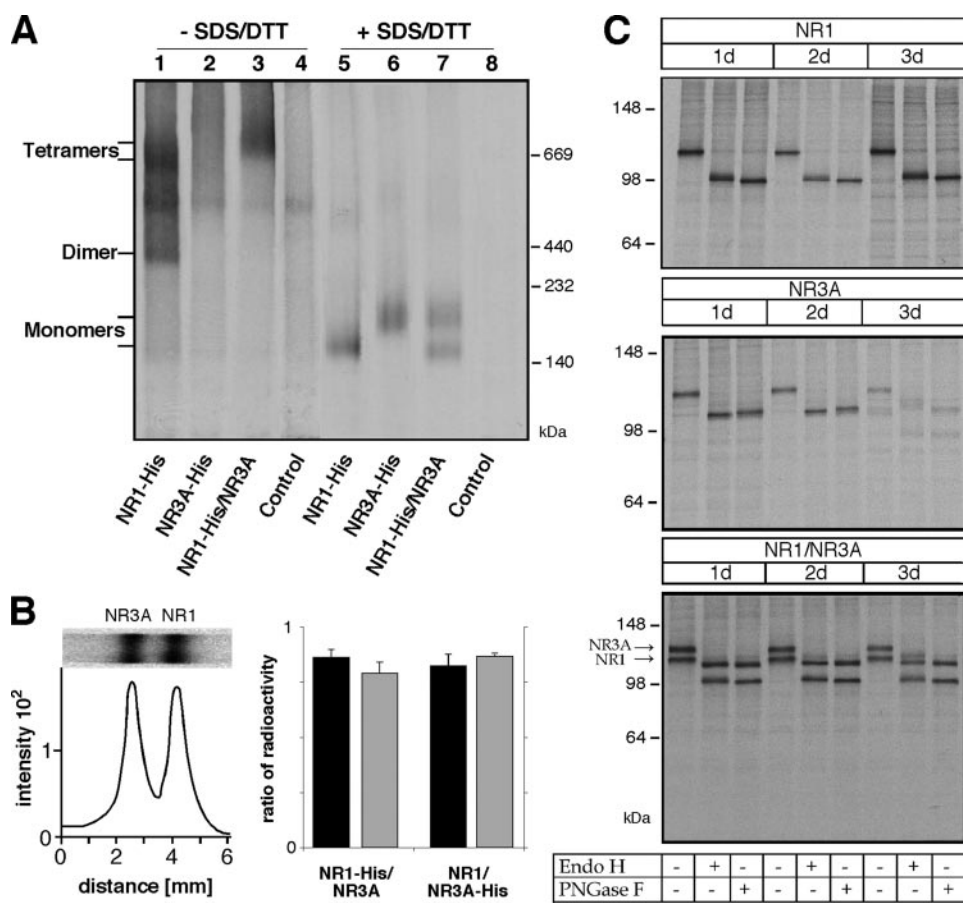 A
- SDS/DTT + SDS/DTT
1 2 3 4 5 6 7 8
Tetramers
Dimer
Monomers
669
440
232
140
kDa
NR1-His
NR3A-His
NR1-His/NR3A
Control
NR1-His
NR3A-His
NR1-His/NR3A
Control
B
NR3A NR1
intensity 10²
1
0
0 2 4 6
distance [mm]
ratio of radioactivity
1
0
NR1-His/
NR3A
NR1/
NR3A-His
C
NR1
1d 2d 3d
148
98
64
NR3A
1d 2d 3d
148
98
64
NR1/NR3A
1d 2d 3d
148
NR3A
NR1
98
64
kDa
Endo H - + - - + - - + -
PNGase F - - + - - + - - +